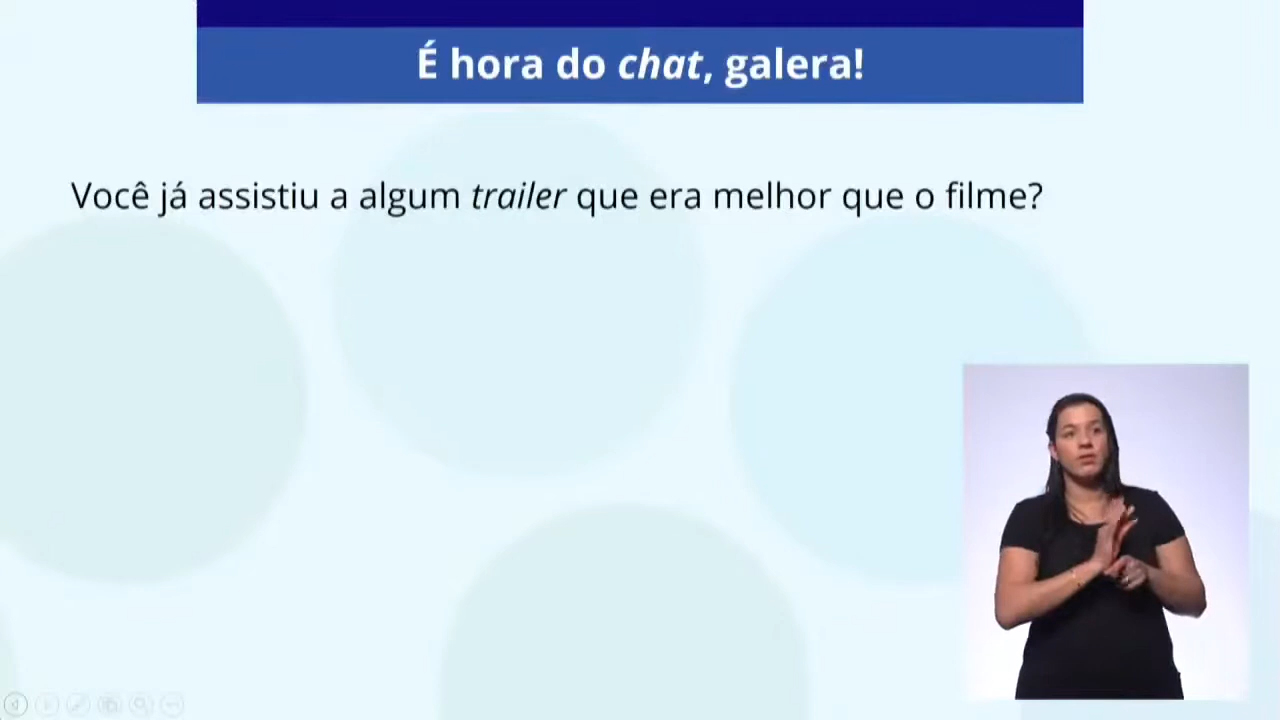 É hora do chat, galera!
Você já assistiu a algum trailer que era melhor que o filme?